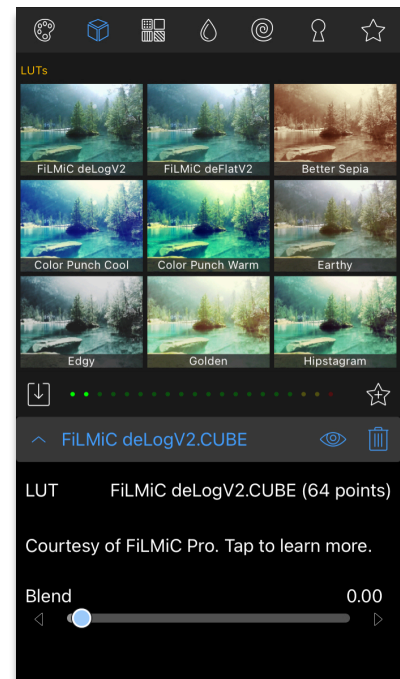 LUTs
FiLMiC deLogV2
FiLMiC deFlatV2
Better Sepia
Color Punch Cool
Color Punch Warm
Earthy
Edgy
Golden
Hipstagram
FiLMiC deLogV2.CUBE
LUT FiLMiC deLogV2.CUBE (64 points)
Courtesy of FiLMiC Pro. Tap to learn more.
Blend 0.00